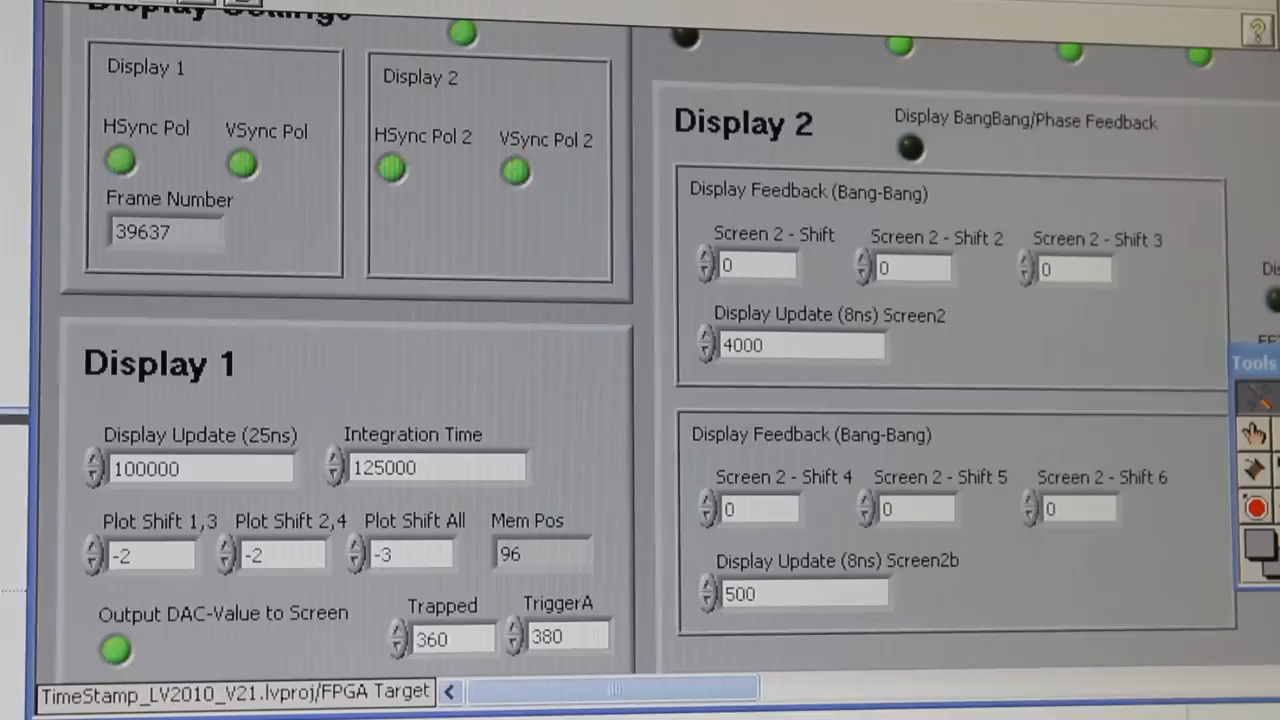 Display Settings
Display 1
HSync Pol
VSync Pol
Frame Number
39637
Display 2
HSync Pol 2
VSync Pol 2
Display 1
Display Update (25ns)
100000
Integration Time
125000
Plot Shift 1,3
-2
Plot Shift 2,4
-2
Plot Shift All
-3
Mem Pos
96
Output DAC-Value to Screen
Trapped
360
TriggerA
380
Display 2
Display BangBang/Phase Feedback
Display Feedback (Bang-Bang)
Screen 2 - Shift
0
Screen 2 - Shift 2
0
Screen 2 - Shift 3
0
Display Update (8ns) Screen2
4000
Display Feedback (Bang-Bang)
Screen 2 - Shift 4
0
Screen 2 - Shift 5
0
Screen 2 - Shift 6
0
Display Update (8ns) Screen2b
500
?
Tools
TimeStamp_LV2010_V21.lvproj/FPGA Target